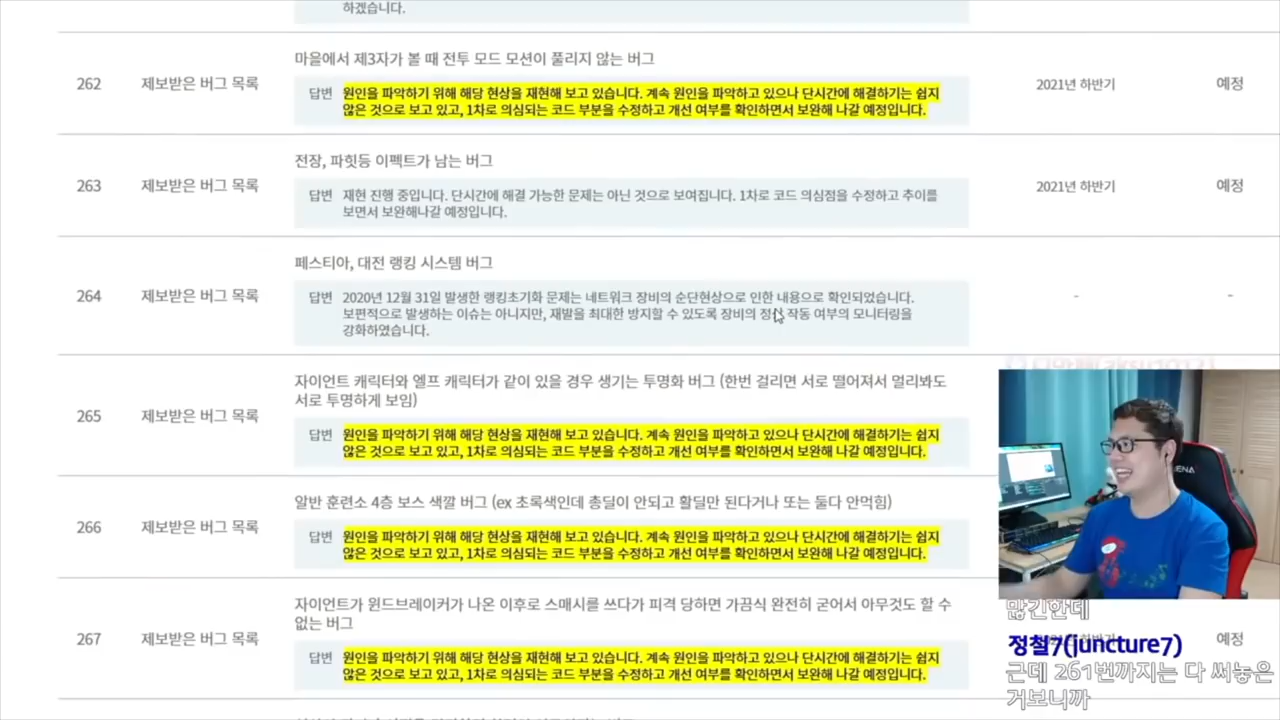 하겠습니다.
262
제보받은 버그 목록
마을에서 제3자가 볼 때 전투 모드 모션이 풀리지 않는 버그
답변
원인을 파악하기 위해 해당 현상을 재현해 보고 있습니다. 계속 원인을 파악하고 있으나 단시간에 해결하기는 쉽지
않은 것으로 보고 있고, 1차로 의심되는 코드 부분을 수정하고 개선 여부를 확인하면서 보완해 나갈 예정입니다.
2021년 하반기
예정
263
제보받은 버그 목록
전장, 파힛등 이펙트가 남는 버그
답변
재현 진행 중입니다. 단시간에 해결 가능한 문제는 아닌 것으로 보여집니다. 1차로 코드 의심점을 수정하고 추이를
보면서 보완해나갈 예정입니다.
2021년 하반기
예정
264
제보받은 버그 목록
페스티아, 대전 랭킹 시스템 버그
답변
2020년 12월 31일 발생한 랭킹초기화 문제는 네트워크 장비의 순단현상으로 인한 내용으로 확인되었습니다.
보편적으로 발생하는 이슈는 아니지만, 재발을 최대한 방지할 수 있도록 장비의 정상 작동 여부의 모니터링을
강화하였습니다.
-
-
265
제보받은 버그 목록
자이언트 캐릭터와 엘프 캐릭터가 같이 있을 경우 생기는 투명화 버그 (한번 걸리면 서로 떨어져서 멀리봐도
서로 투명하게 보임)
답변
원인을 파악하기 위해 해당 현상을 재현해 보고 있습니다. 계속 원인을 파악하고 있으나 단시간에 해결하기는 쉽지
않은 것으로 보고 있고, 1차로 의심되는 코드 부분을 수정하고 개선 여부를 확인하면서 보완해 나갈 예정입니다.
266
제보받은 버그 목록
알반 훈련소 4층 보스 색깔 버그 (ex 초록색인데 총딜이 안되고 활딜만 된다거나 또는 둘다 안먹힘)
답변
원인을 파악하기 위해 해당 현상을 재현해 보고 있습니다. 계속 원인을 파악하고 있으나 단시간에 해결하기는 쉽지
않은 것으로 보고 있고, 1차로 의심되는 코드 부분을 수정하고 개선 여부를 확인하면서 보완해 나갈 예정입니다.
267
제보받은 버그 목록
자이언트가 윈드브레이커가 나온 이후로 스매시를 쓰다가 피격 당하면 가끔식 완전히 굳어서 아무것도 할 수
없는 버그
답변
원인을 파악하기 위해 해당 현상을 재현해 보고 있습니다. 계속 원인을 파악하고 있으나 단시간에 해결하기는 쉽지
않은 것으로 보고 있고, 1차로 의심되는 코드 부분을 수정하고 개선 여부를 확인하면서 보완해 나갈 예정입니다.
예정
많긴한데
정철7(juncture7)
근데 261번까지는 다 써놓은
거보니까